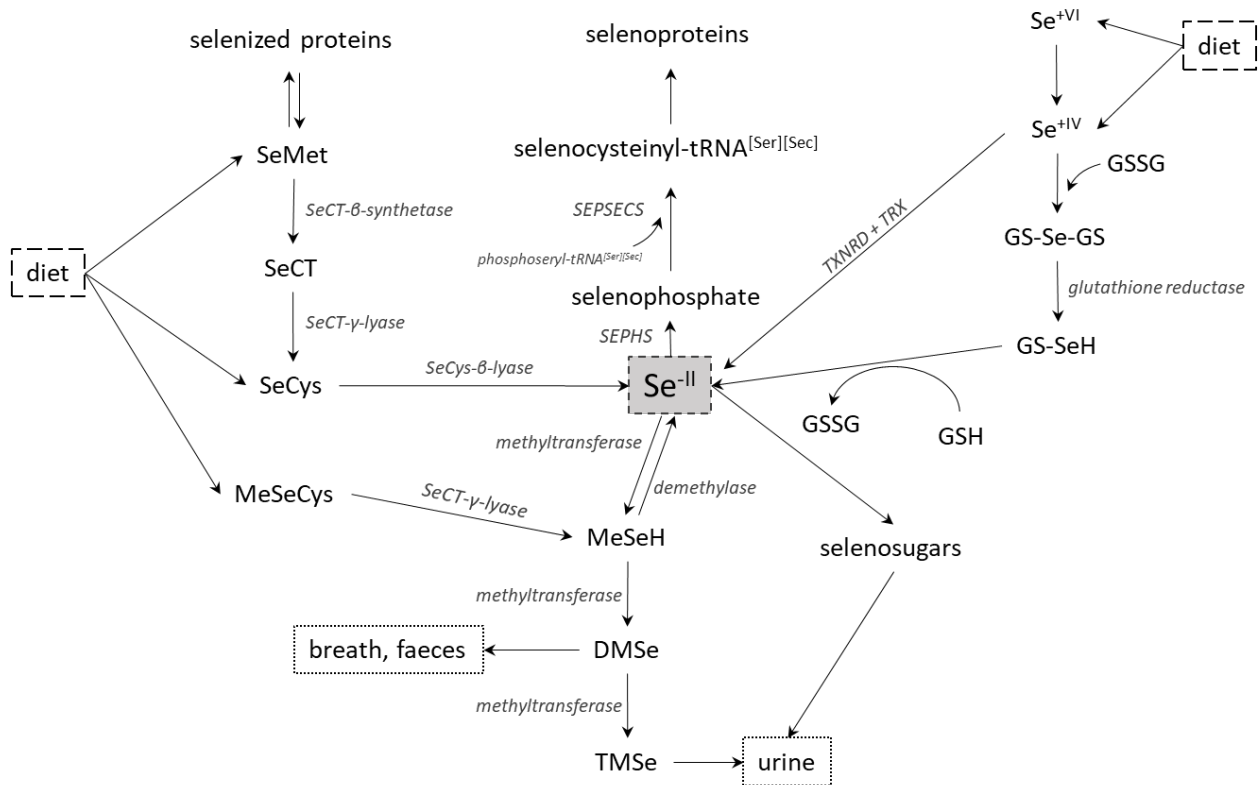 selenized proteins
selenoproteins
Se+VI
diet
SeMet
selenocysteinyl-tRNA[Ser][Sec]
Se+IV
GSSG
SeCT-β-synthetase
SEPSECS
TXNRD + TRX
GS-Se-GS
phosphoseryl-tRNA[Ser][Sec]
diet
SeCT
glutathione reductase
selenophosphate
SeCT-γ-lyase
SEPHS
GS-SeH
SeCys
SeCys-β-lyase
Se-II
GSSG
GSH
methyltransferase
demethylase
MeSeCys
SeCT-γ-lyase
MeSeH
selenosugars
methyltransferase
breath, faeces
DMSe
methyltransferase
TMSe
urine